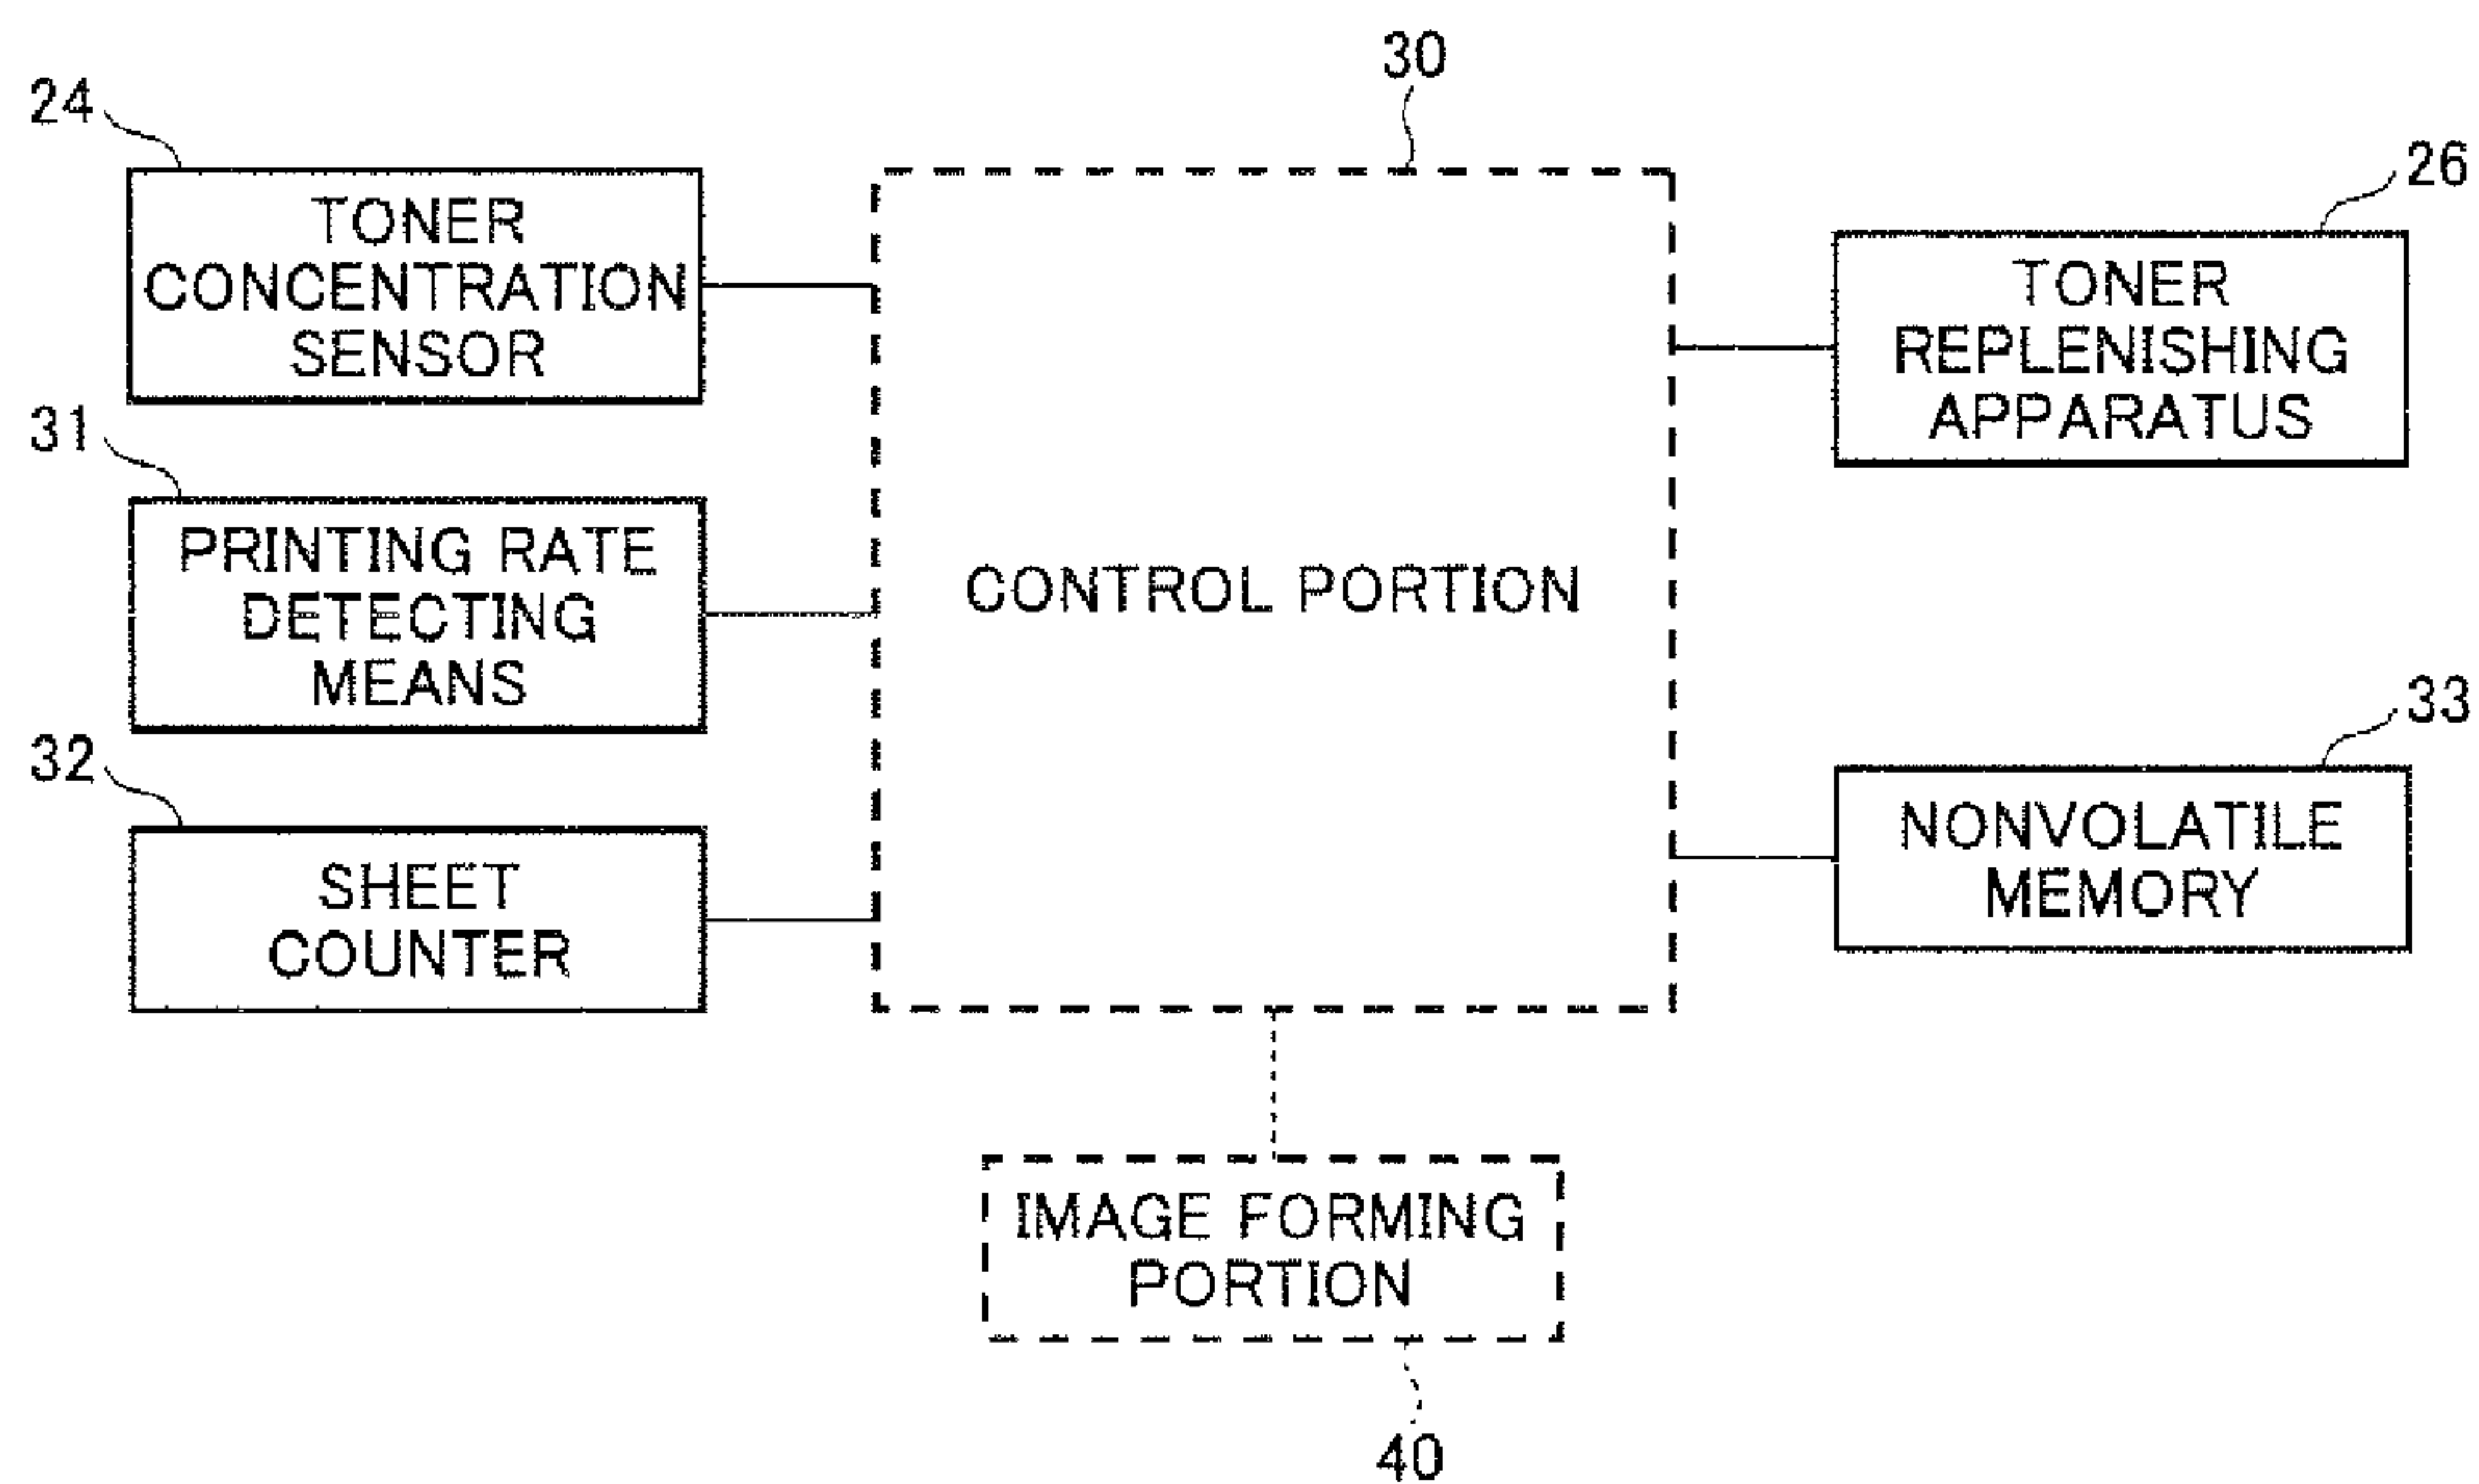 30
24
TONER
CONCENTRATION
SENSOR
31
PRINTING RATE
DETECTING
MEANS
32
SHEET
COUNTER
CONTROL PORTION
26
TONER
REPLENISHING
APPARATUS
33
NONVOLATILE
MEMORY
IMAGE FORMING
PORTION
40